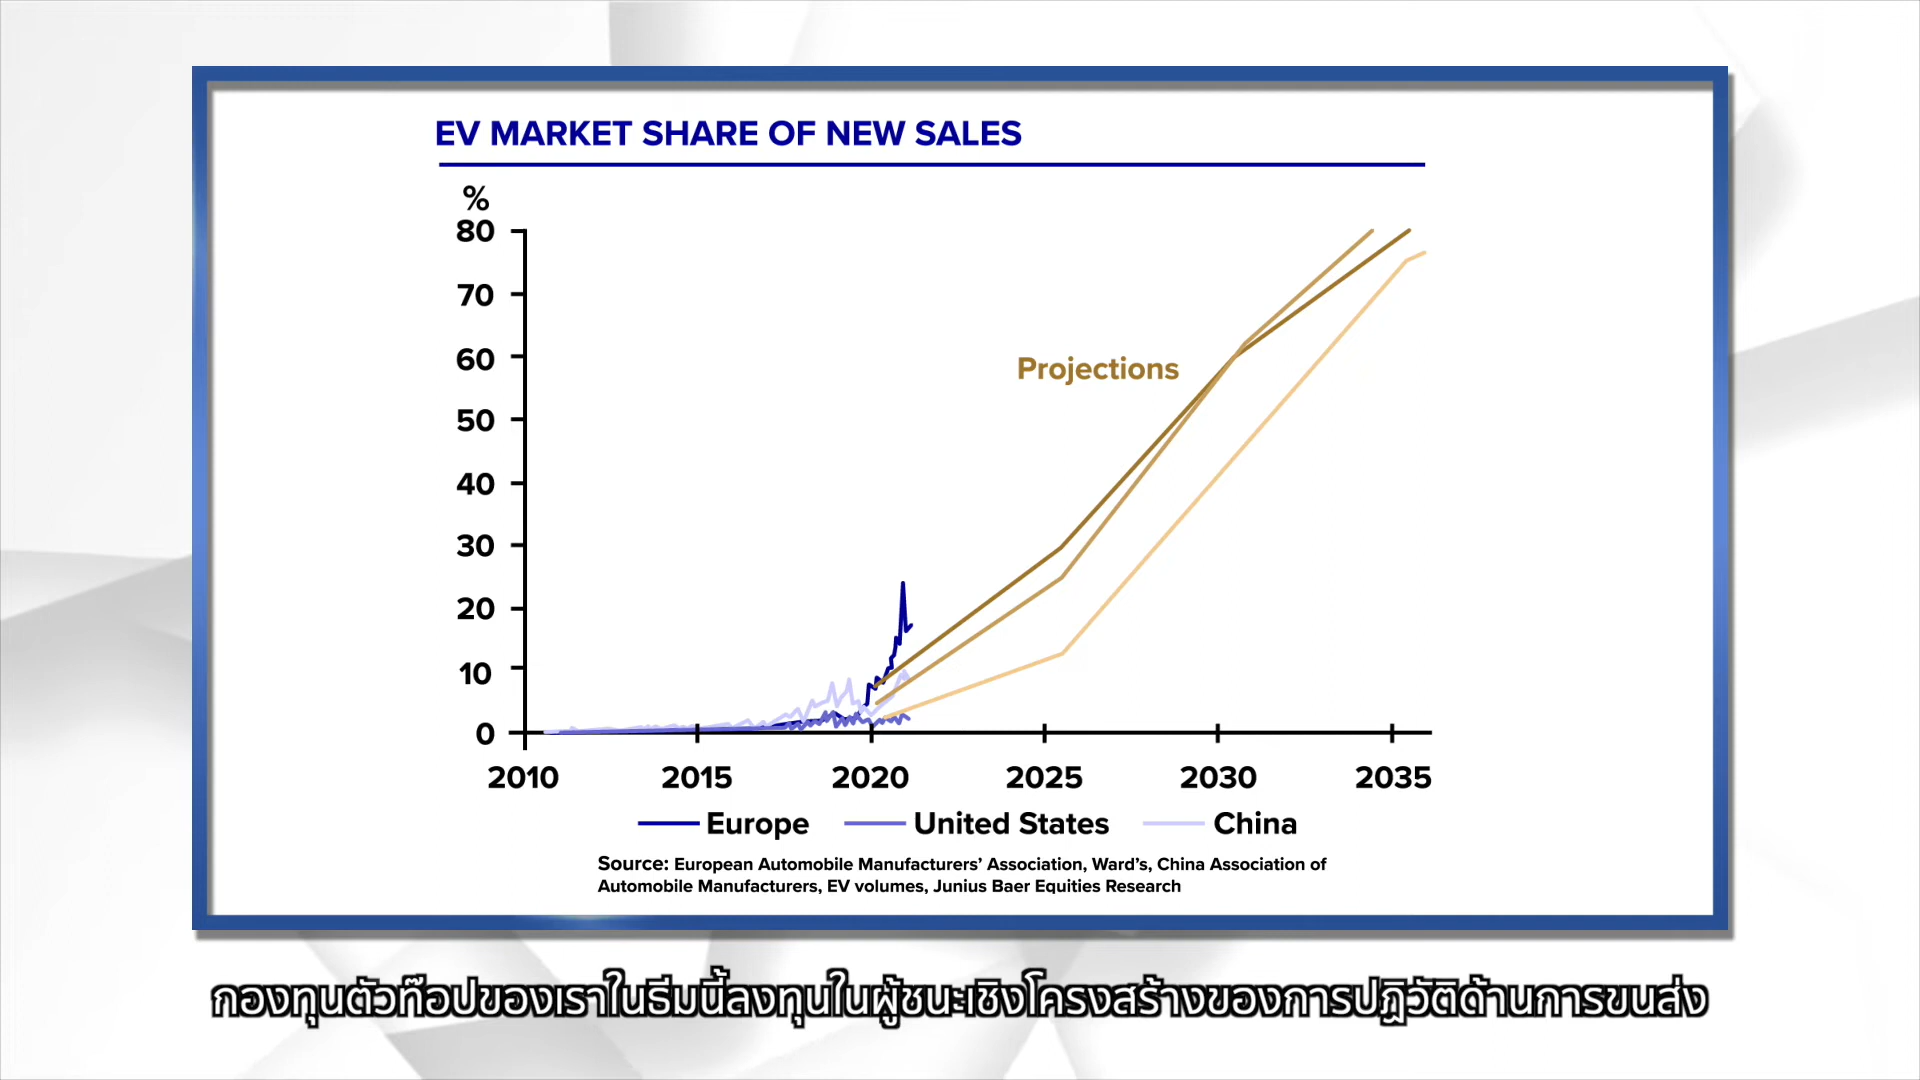 EV MARKET SHARE OF NEW SALES
%
80
70
60
50
40
30
20
10
0
Projections
2010 2015 2020 2025 2030 2035
Europe United States China
Source: European Automobile Manufacturers’ Association, Ward’s, China Association of
Automobile Manufacturers, EV volumes, Junius Baer Equities Research
กองทุนตัวท๊อปของเราในธีมนี้ลงทุนในผู้ชนะเชิงโครงสร้างของการปฏิวัติด้านการขนส่ง